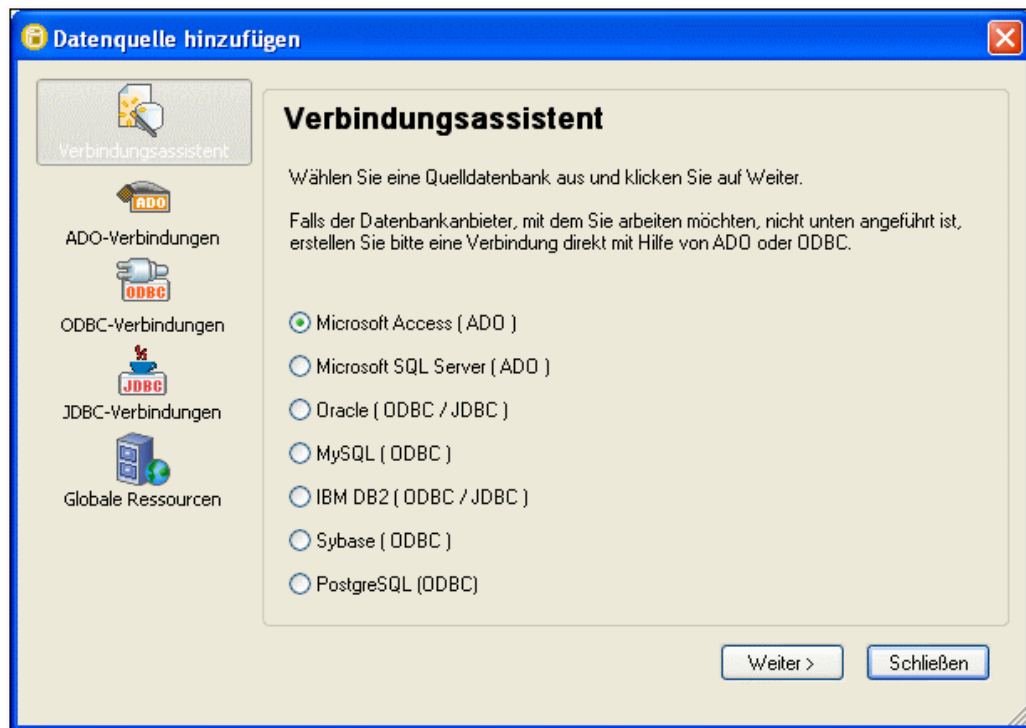 Datenquelle hinzufügen
Verbindungsassistent
ADO
ADO-Verbindungen
ODBC
ODBC-Verbindungen
JDBC
JDBC-Verbindungen
Globale Ressourcen
Verbindungsassistent
Wählen Sie eine Quelldatenbank aus und klicken Sie auf Weiter.
Falls der Datenbankanbieter, mit dem Sie arbeiten möchten, nicht unten angeführt ist,
erstellen Sie bitte eine Verbindung direkt mit Hilfe von ADO oder ODBC.
Microsoft Access ( ADO )
Microsoft SQL Server ( ADO )
Oracle ( ODBC / JDBC )
MySQL ( ODBC )
IBM DB2 ( ODBC / JDBC )
Sybase ( ODBC )
PostgreSQL (ODBC)
Weiter >
Schließen